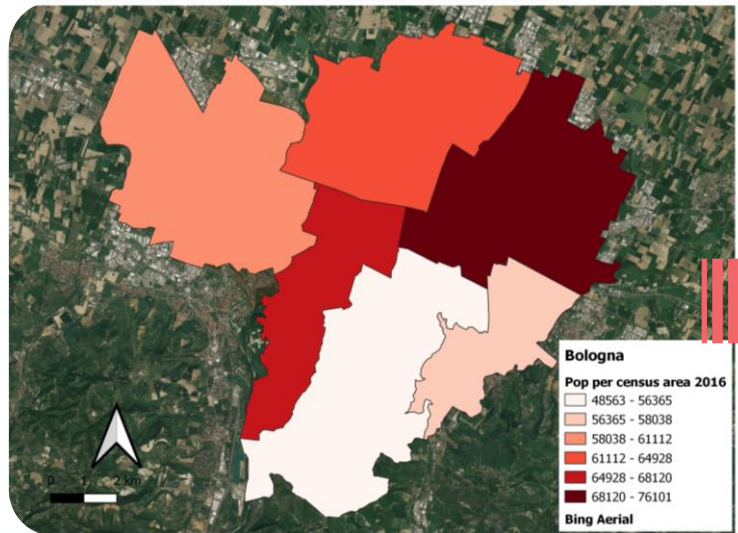 Bologna
Pop per census area 2016
48563 - 56365
56365 - 58038
58038 - 61112
61112 - 64928
64928 - 68120
68120 - 76101
Bing Aerial
0 1 2 km